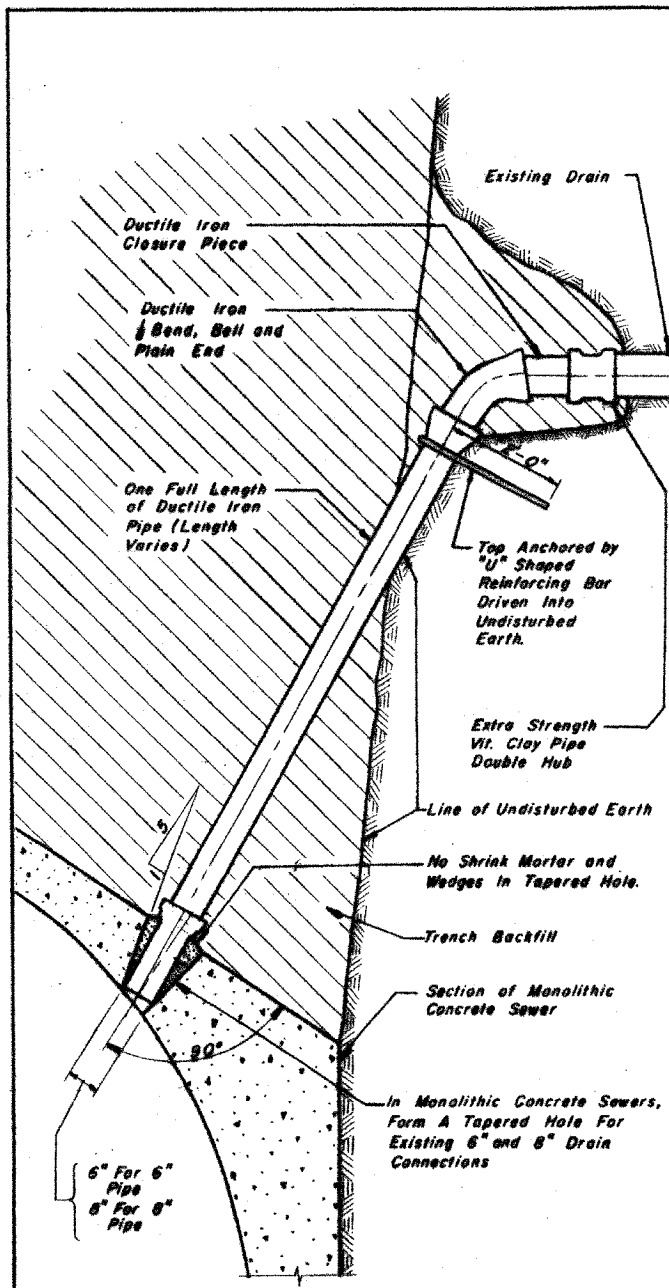 Existing Drain
Ductile Iron
Closure Piece
Ductile Iron
⅛ Bend, Bell and
Plain End
2'-0"
One Full Length
of Ductile Iron
Pipe (Length
Varies)
Top Anchored by
"U" Shaped
Reinforcing Bar
Driven Into
Undisturbed
Earth.
Extra Strength
Vit. Clay Pipe
Double Hub
Line of Undisturbed Earth
5
1
No Shrink Mortar and
Wedges In Tapered Hole.
Trench Backfill
Section of Monolithic
Concrete Sewer
90°
In Monolithic Concrete Sewers,
Form A Tapered Hole For
Existing 6" and 8" Drain
Connections
6" For 6"
Pipe
8" For 8"
Pipe